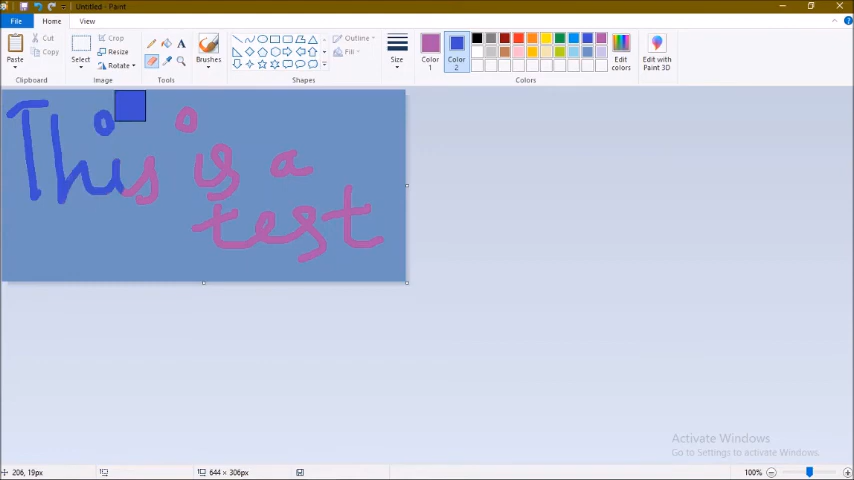 Untitled - Paint
File Home View
Paste Cut Copy Clipboard
Select Crop Resize Rotate Image
Tools
Brushes
Outline Fill Shapes
Size
Color 1 Color 2
Edit colors Edit with Paint 3D
Colors
This is a
test
Activate Windows
Go to Settings to activate Windows.
206, 19px 644 × 306px 100%